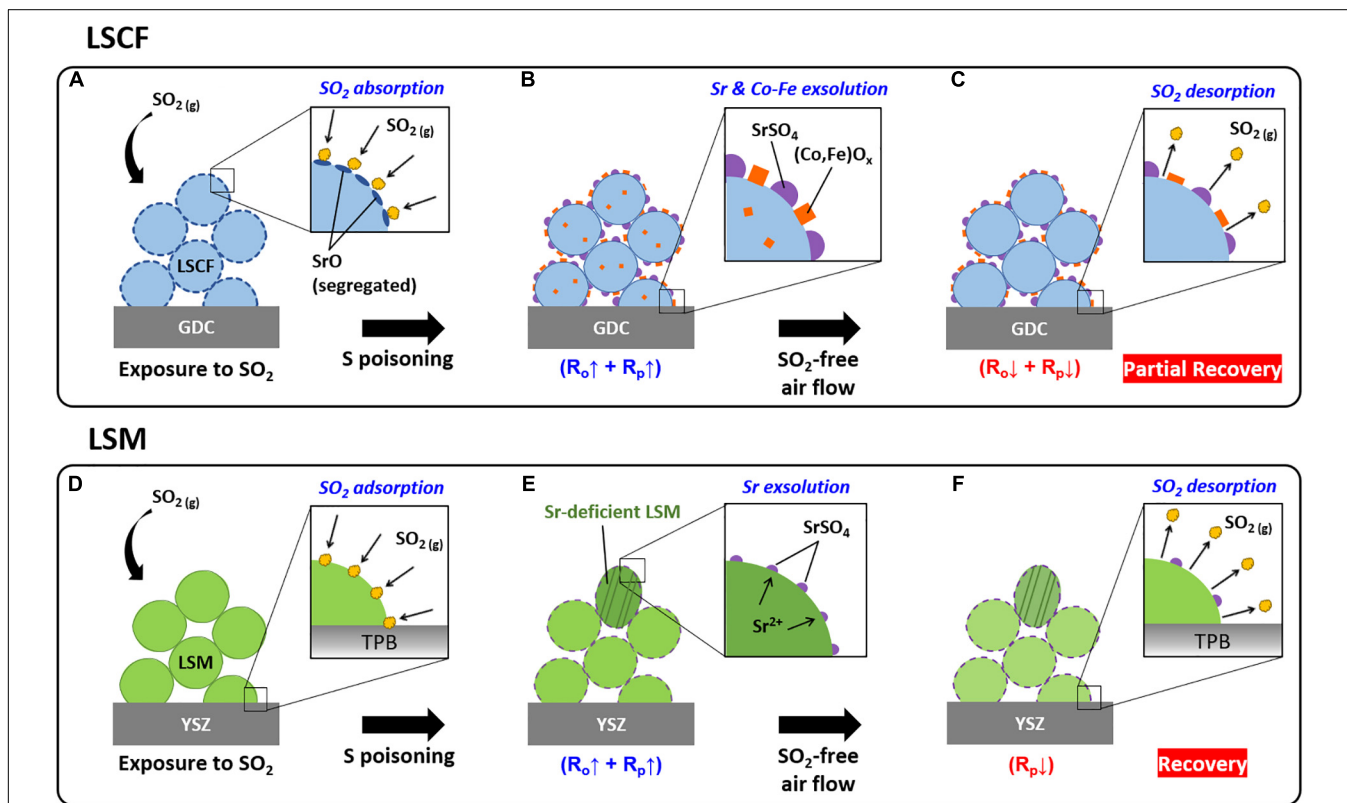 LSCF
A
SO2 (g)
SO2 absorption
SO2 (g)
SrO
(segregated)
LSCF
GDC
Exposure to SO2
S poisoning
B
Sr & Co-Fe exsolution
SrSO4
(Co,Fe)Ox
GDC
(Ro↑ + Rp↑)
SO2-free
air flow
C
SO2 desorption
SO2 (g)
GDC
(Ro↓ + Rp↓)
Partial Recovery
LSM
D
SO2 (g)
SO2 adsorption
SO2 (g)
TPB
LSM
YSZ
Exposure to SO2
S poisoning
E
Sr exsolution
Sr-deficient LSM
SrSO4
Sr2+
YSZ
(Ro↑ + Rp↑)
SO2-free
air flow
F
SO2 desorption
SO2 (g)
TPB
YSZ
(Rp↓)
Recovery